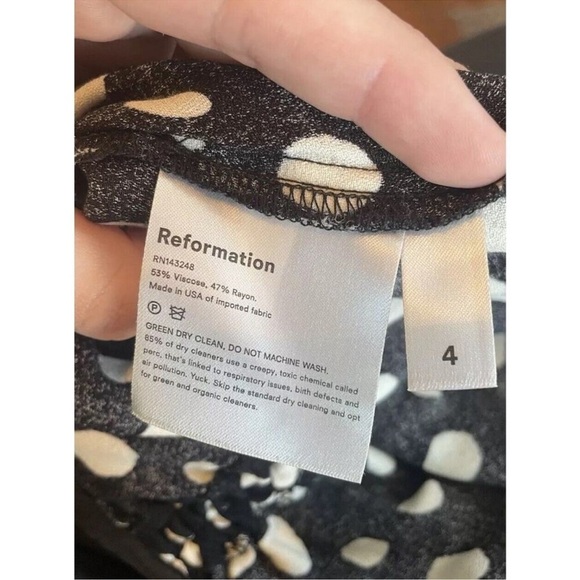 Reformation
RN143248
53% Viscose, 47% Rayon.
Made in USA of imported fabric
P
GREEN DRY CLEAN, DO NOT MACHINE WASH.
85% of dry cleaners use a creepy, toxic chemical called
perc, that's linked to respiratory issues, birth defects and
air pollution. Yuck. Skip the standard dry cleaning and opt
for green and organic cleaners.
4